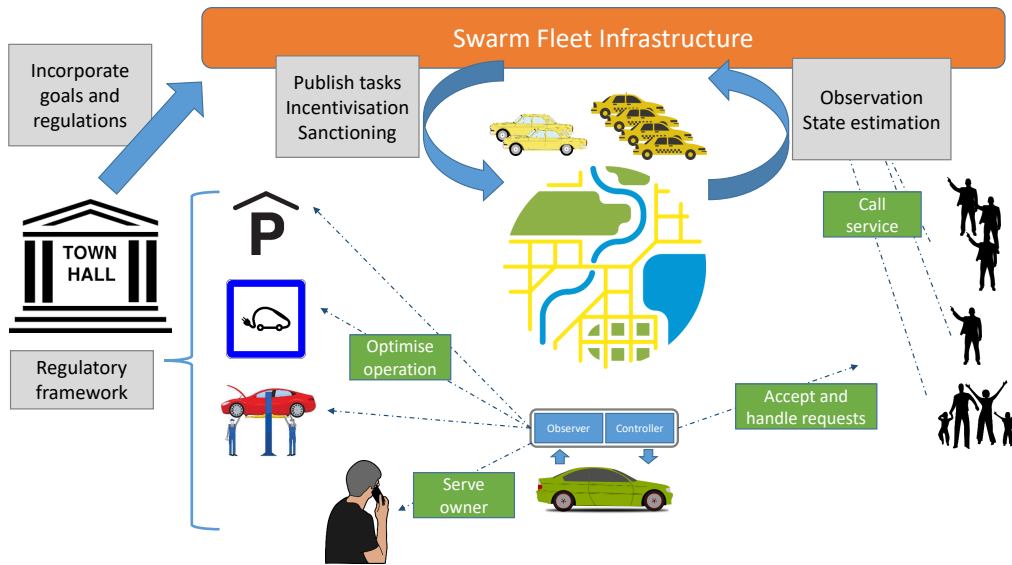 Swarm Fleet Infrastructure
Incorporate
goals and
regulations
Publish tasks
Incentivisation
Sanctioning
Observation
State estimation
Call
service
TOWN
HALL
P
Regulatory
framework
Optimise
operation
Accept and
handle requests
Observer
Controller
Serve
owner